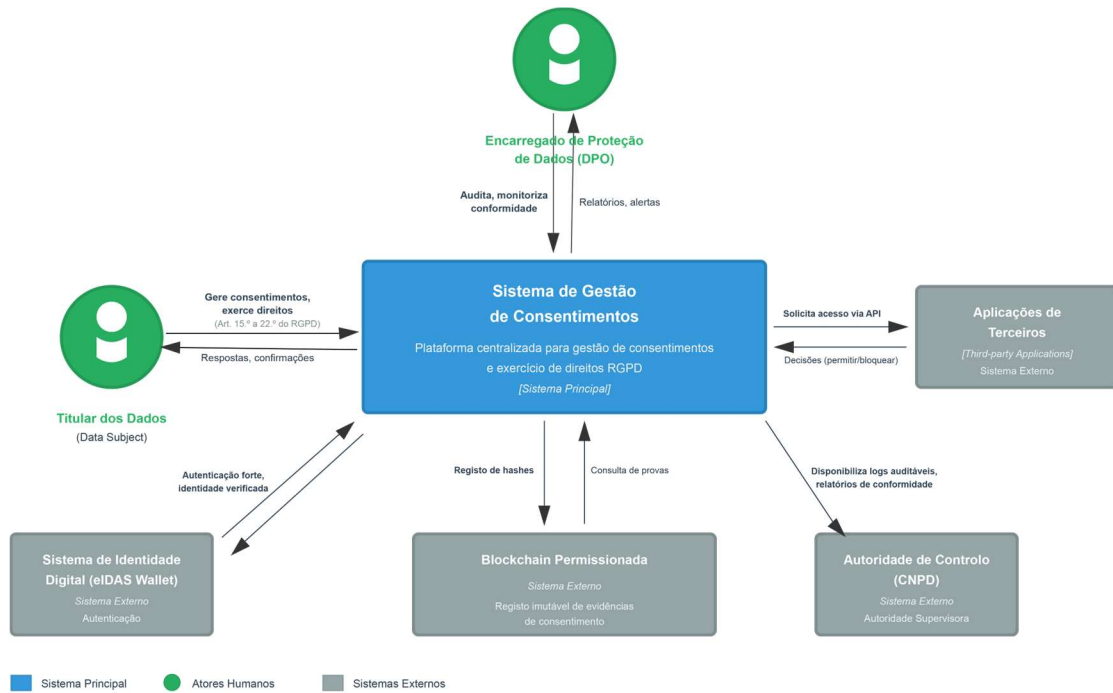 Encarregado de Proteção
de Dados (DPO)
Audita, monitoriza
conformidade
Relatórios, alertas
Sistema de Gestão
de Consentimentos
Plataforma centralizada para gestão de consentimentos
e exercício de direitos RGPD
[Sistema Principal]
Gere consentimentos,
exerce direitos
(Art. 15.º a 22.º do RGPD)
Respostas, confirmações
Titular dos Dados
(Data Subject)
Solicita acesso via API
Decisões (permitir/bloquear)
Aplicações de
Terceiros
[Third-party Applications]
Sistema Externo
Autenticação forte,
identidade verificada
Registo de hashes
Consulta de provas
Disponibiliza logs auditáveis,
relatórios de conformidade
Sistema de Identidade
Digital (eIDAS Wallet)
Sistema Externo
Autenticação
Blockchain Permissionada
Sistema Externo
Registo imutável de evidências
de consentimento
Autoridade de Controlo
(CNPD)
Sistema Externo
Autoridade Supervisora
Sistema Principal
Atores Humanos
Sistemas Externos